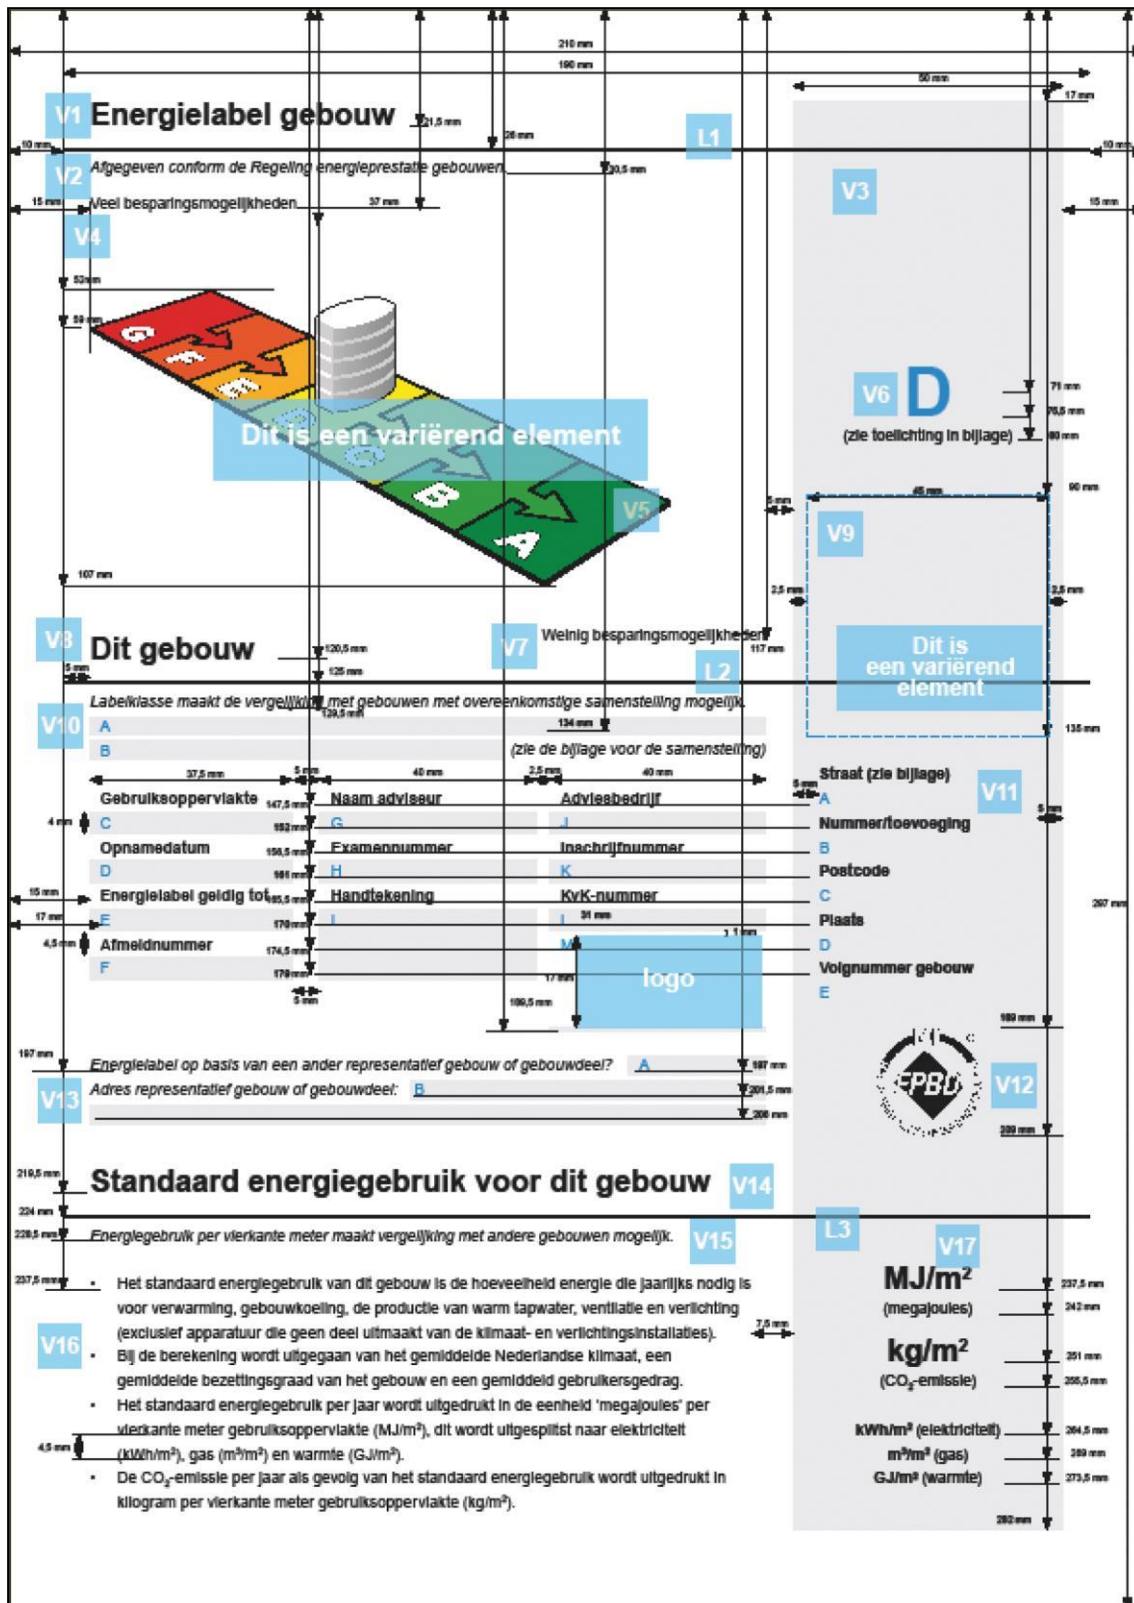 210 mm
190 mm
50 mm
17 mm
V1
Energielabel gebouw
21,5 mm
26 mm
L1
10 mm
10 mm
V2
Afgegeven conform de Regeling energieprestatie gebouwen
V3
15 mm
Veel besparingsmogelijkheden
37 mm
15 mm
V4
53 mm
59 mm
G
F
E
D
C
B
A
Dit is een variërend element
V5
V6
D
71 mm
75,5 mm
(zie toelichting in bijlage)
80 mm
5 mm
45 mm
90 mm
V9
107 mm
2,5 mm
2,5 mm
V8
Dit gebouw
V7
Weinig besparingsmogelijkheden
117 mm
Dit is
een variërend
element
5 mm
120,5 mm
125 mm
L2
Labelklasse maakt de vergelijking met gebouwen met overeenkomstige samenstelling mogelijk.
129,5 mm
V10
A
134 mm
135 mm
B
(zie de bijlage voor de samenstelling)
37,5 mm
5 mm
40 mm
2,5 mm
40 mm
5 mm
Straat (zie bijlage)
V11
Gebruiksoppervlakte
147,5 mm
Naam adviseur
Adviesbedrijf
A
5 mm
4 mm
C
152 mm
G
J
Nummer/toevoeging
Opnamedatum
156,5 mm
Examennummer
Inschrijfnummer
B
D
161 mm
H
K
Postcode
15 mm
Energielabel geldig tot
165,5 mm
Handtekening
KvK-nummer
C
297 mm
17 mm
E
170 mm
I
L
31 mm
Plaats
4,5 mm
Afmeldnummer
174,5 mm
M
1 mm
D
F
179 mm
17 mm
logo
Volgnummer gebouw
5 mm
189,5 mm
E
189 mm
197 mm
Energielabel op basis van een ander representatief gebouw of gebouwdeel?
A
197 mm
EPBD
V12
V13
Adres representatief gebouw of gebouwdeel:
B
201,5 mm
206 mm
209 mm
219,5 mm
Standaard energiegebruik voor dit gebouw
V14
224 mm
L3
228,5 mm
Energiegebruik per vierkante meter maakt vergelijking met andere gebouwen mogelijk.
V15
V17
237,5 mm
• Het standaard energiegebruik van dit gebouw is de hoeveelheid energie die jaarlijks nodig is
voor verwarming, gebouwkoeling, de productie van warm tapwater, ventilatie en verlichting
(exclusief apparatuur die geen deel uitmaakt van de klimaat- en verlichtingsinstallaties).
V16
• Bij de berekening wordt uitgegaan van het gemiddelde Nederlandse klimaat, een
gemiddelde bezettingsgraad van het gebouw en een gemiddeld gebruikersgedrag.
• Het standaard energiegebruik per jaar wordt uitgedrukt in de eenheid 'megajoules' per
vierkante meter gebruiksoppervlakte (MJ/m²), dit wordt uitgesplitst naar elektriciteit
4,5 mm
(kWh/m²), gas (m³/m²) en warmte (GJ/m²).
• De CO₂-emissie per jaar als gevolg van het standaard energiegebruik wordt uitgedrukt in
kilogram per vierkante meter gebruiksoppervlakte (kg/m²).
MJ/m²
237,5 mm
(megajoules)
242 mm
7,5 mm
kg/m²
251 mm
(CO₂-emissie)
255,5 mm
kWh/m² (elektriciteit)
264,5 mm
m³/m² (gas)
269 mm
GJ/m² (warmte)
273,5 mm
282 mm